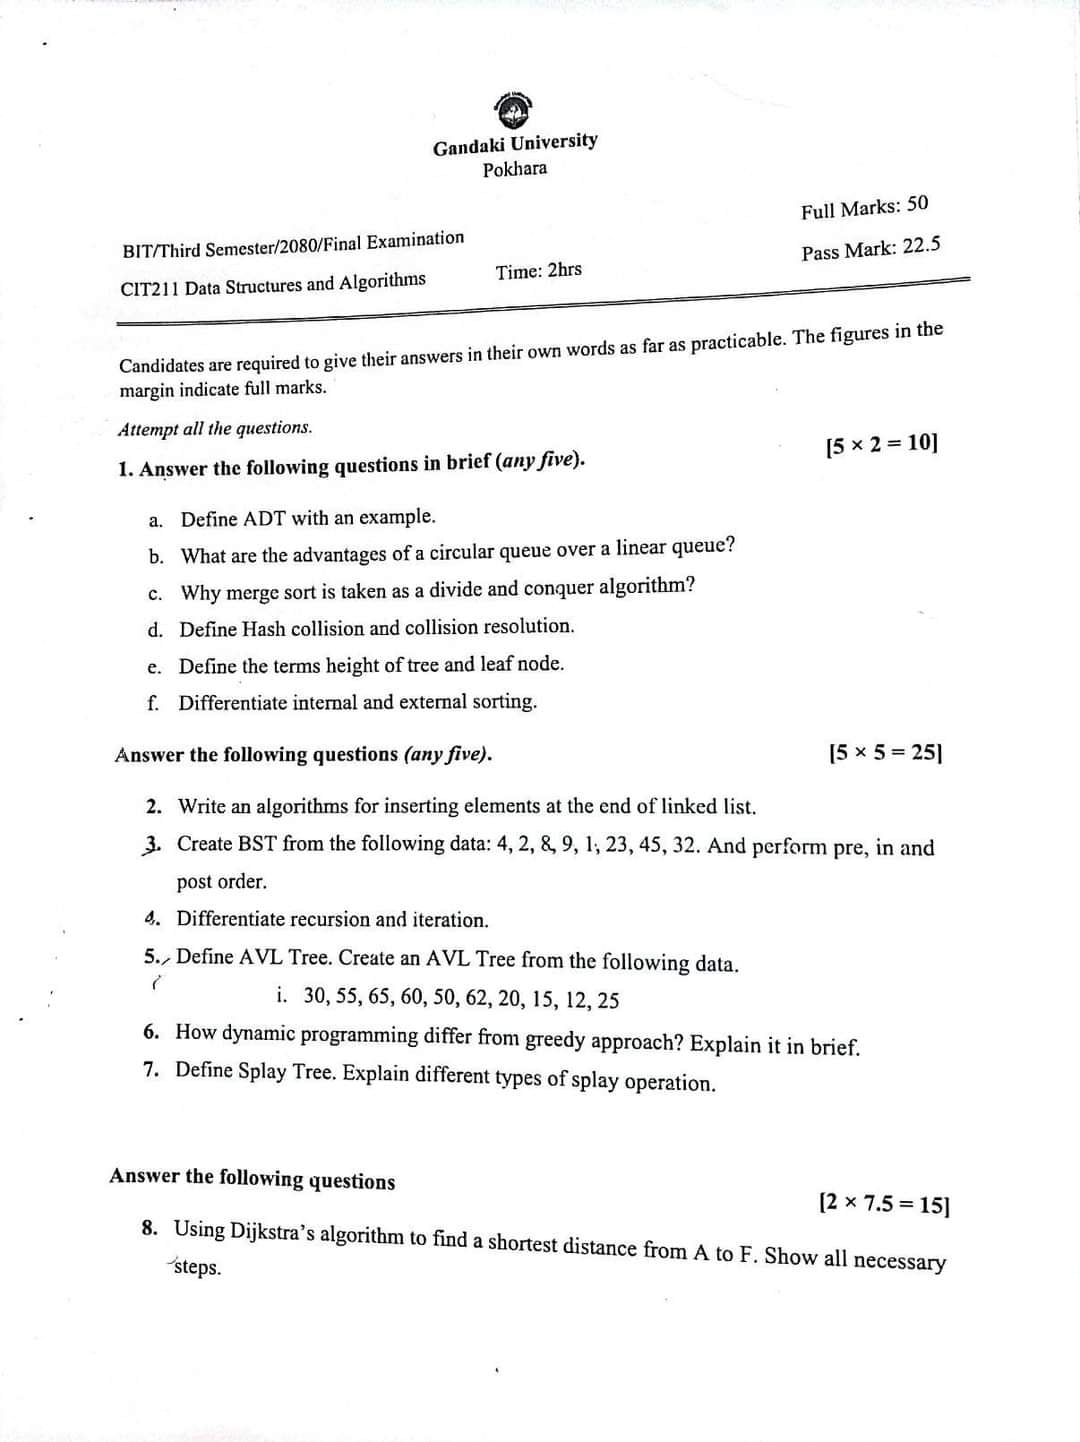 Gandaki University
Pokhara
Full Marks: 50
BIT/Third Semester/2080/Final Examination
Pass Mark: 22.5
CIT211 Data Structures and Algorithms
Time: 2hrs
Candidates are required to give their answers in their own words as far as practicable. The figures in the
margin indicate full marks.
Attempt all the questions.
1. Answer the following questions in brief (any five).
[5 × 2 = 10]
a. Define ADT with an example.
b. What are the advantages of a circular queue over a linear queue?
c. Why merge sort is taken as a divide and conquer algorithm?
d. Define Hash collision and collision resolution.
e. Define the terms height of tree and leaf node.
f. Differentiate internal and external sorting.
Answer the following questions (any five).
[5 × 5 = 25]
2. Write an algorithms for inserting elements at the end of linked list.
3. Create BST from the following data: 4, 2, 8, 9, 1, 23, 45, 32. And perform pre, in and
post order.
4. Differentiate recursion and iteration.
5. Define AVL Tree. Create an AVL Tree from the following data.
i. 30, 55, 65, 60, 50, 62, 20, 15, 12, 25
6. How dynamic programming differ from greedy approach? Explain it in brief.
7. Define Splay Tree. Explain different types of splay operation.
Answer the following questions
[2 × 7.5 = 15]
8. Using Dijkstra's algorithm to find a shortest distance from A to F. Show all necessary
steps.